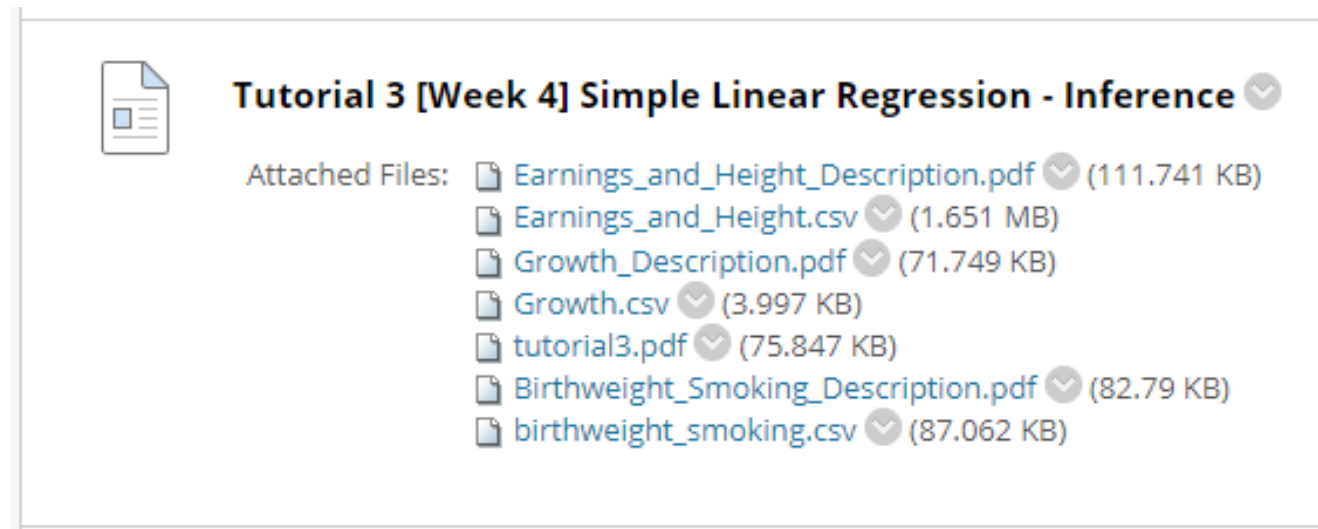 Tutorial 3 [Week 4] Simple Linear Regression - Inference
Attached Files: Earnings_and_Height_Description.pdf (111.741 KB)
Earnings_and_Height.csv (1.651 MB)
Growth_Description.pdf (71.749 KB)
Growth.csv (3.997 KB)
tutorial3.pdf (75.847 KB)
Birthweight_Smoking_Description.pdf (82.79 KB)
birthweight_smoking.csv (87.062 KB)